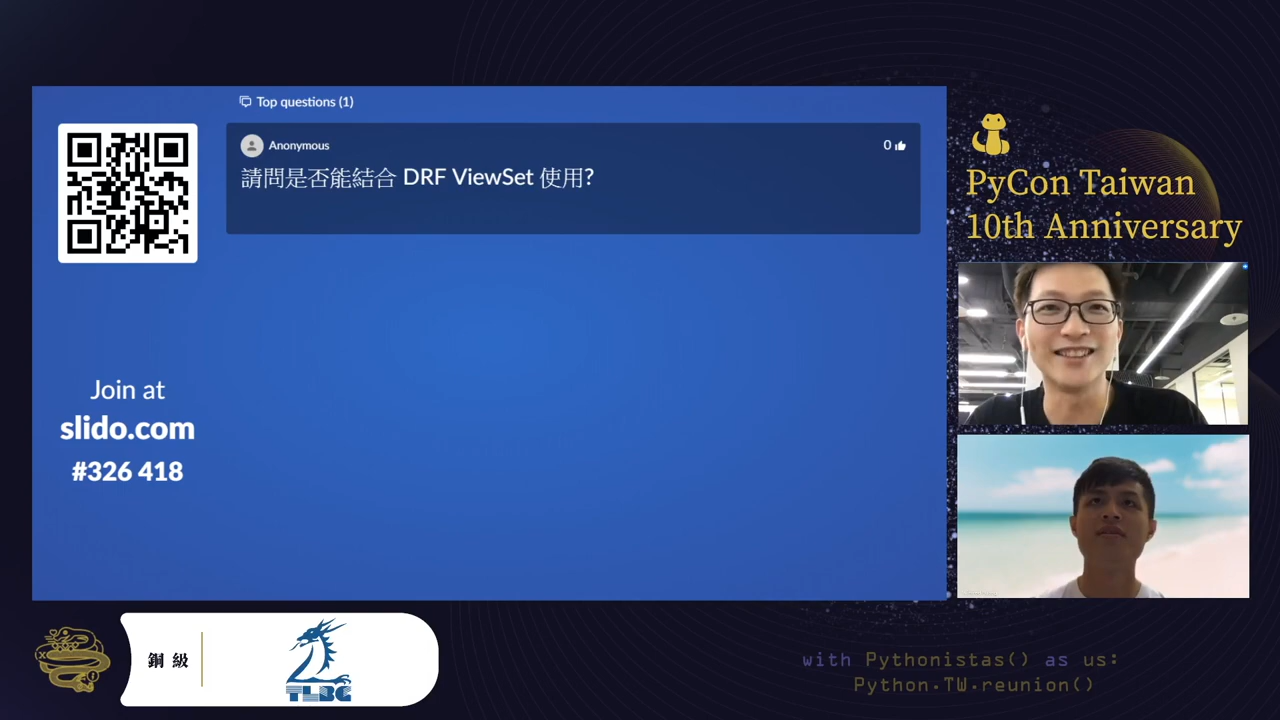 Top questions (1)
Anonymous
0
請問是否能結合 DRF ViewSet 使用?
Join at
slido.com
#326 418
PyCon Taiwan
10th Anniversary
銅 級
TLBC
with Pythonistas() as us:
Python.TW.reunion()